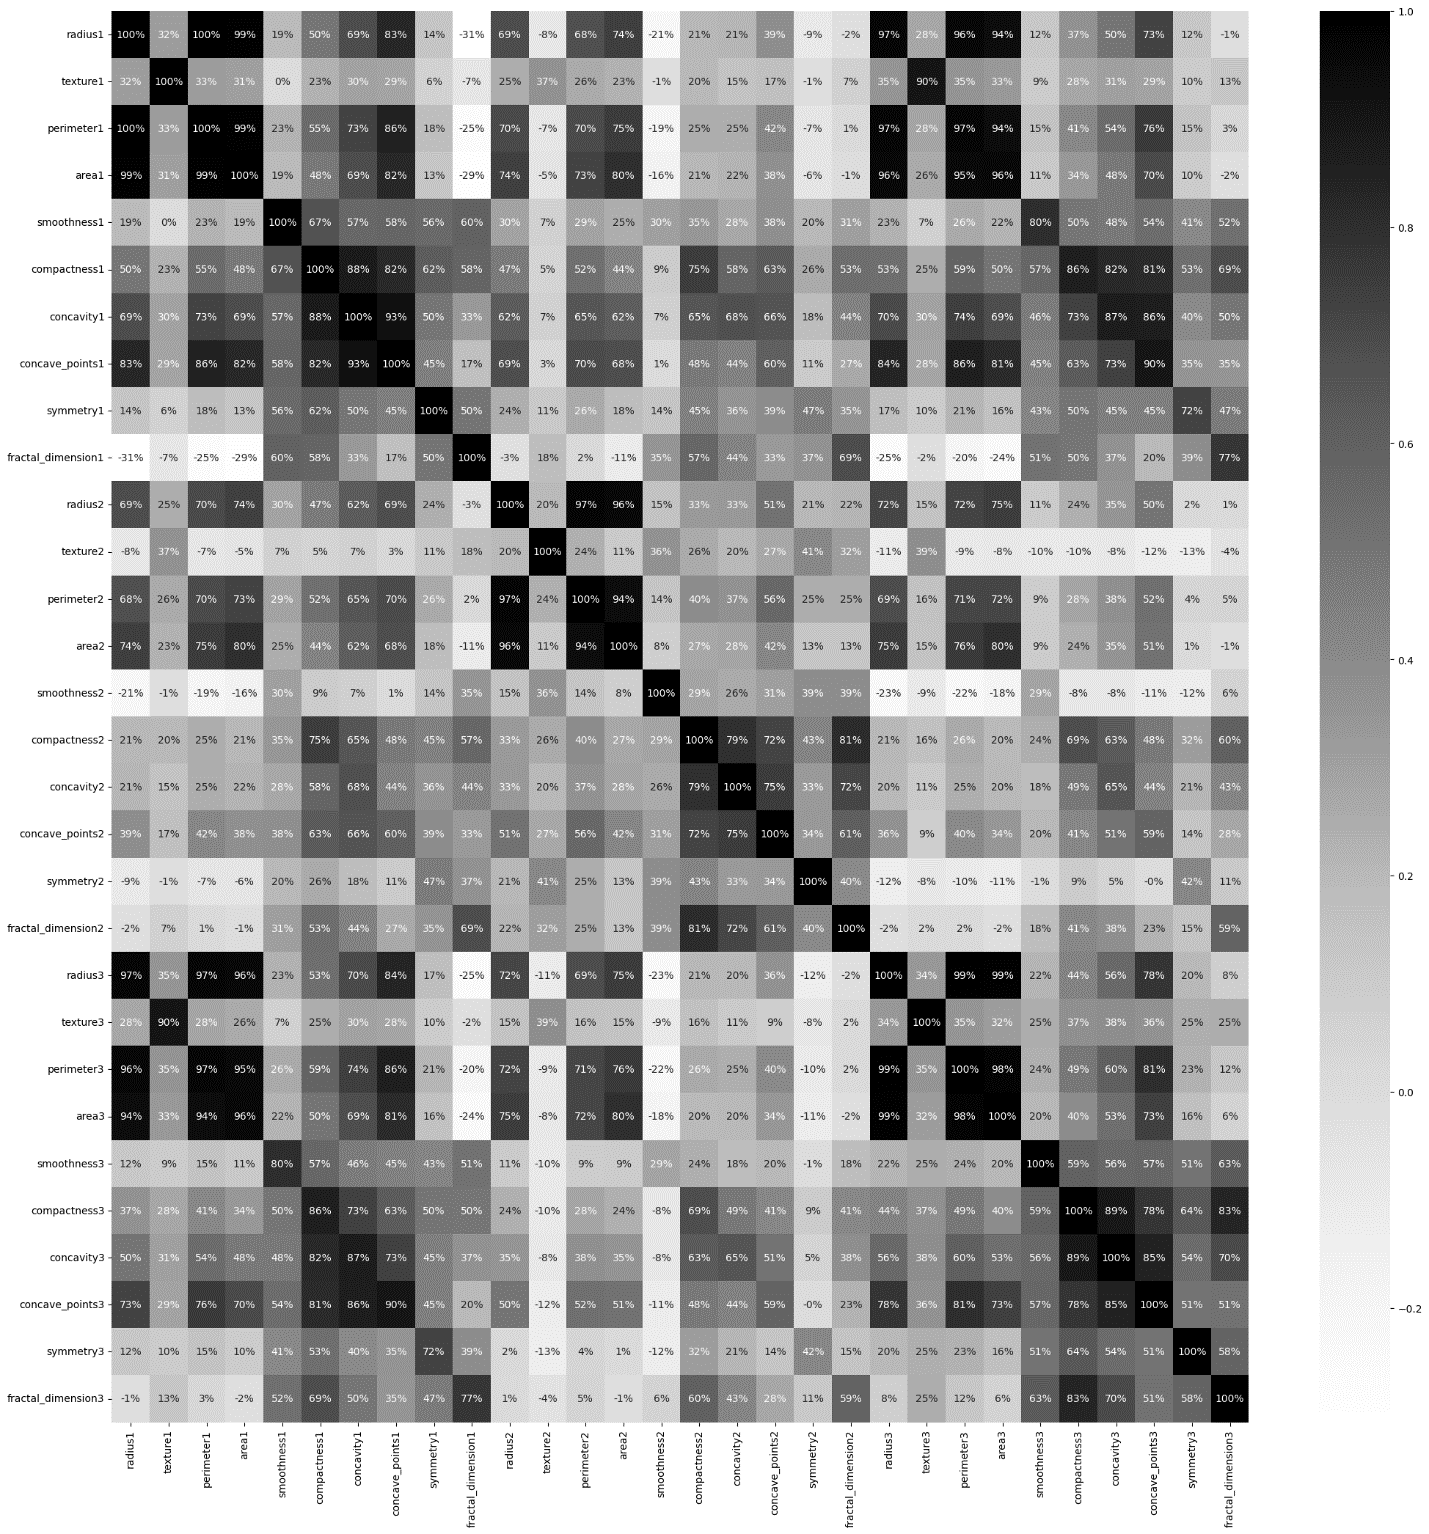 radius1 100% 32% 100% 99% 19% 50% 69% 83% 14% -31% 69% -8% 68% 74% -21% 21% 21% 39% -9% -2% 97% 28% 96% 94% 12% 37% 50% 73% 12% -1% 1.0
texture1 32% 100% 33% 31% 0% 23% 30% 29% 6% -7% 25% 37% 26% 23% -1% 20% 15% 17% -1% 7% 35% 90% 35% 33% 9% 28% 31% 29% 10% 13%
perimeter1 100% 33% 100% 99% 23% 55% 73% 86% 18% -25% 70% -7% 70% 75% -19% 25% 25% 42% -7% 1% 97% 28% 97% 94% 15% 41% 54% 76% 15% 3%
area1 99% 31% 99% 100% 19% 48% 69% 82% 13% -29% 74% -5% 73% 80% -16% 21% 22% 38% -6% -1% 96% 26% 95% 96% 11% 34% 48% 70% 10% -2%
smoothness1 19% 0% 23% 19% 100% 67% 57% 58% 56% 60% 30% 7% 29% 25% 30% 35% 28% 38% 20% 31% 23% 7% 26% 22% 80% 50% 48% 54% 41% 52% 0.8
compactness1 50% 23% 55% 48% 67% 100% 88% 82% 62% 58% 47% 5% 52% 44% 9% 75% 58% 63% 26% 53% 53% 25% 59% 50% 57% 86% 82% 81% 53% 69%
concavity1 69% 30% 73% 69% 57% 88% 100% 93% 50% 33% 62% 7% 65% 62% 7% 65% 68% 66% 18% 44% 70% 30% 74% 69% 46% 73% 87% 86% 40% 50%
concave_points1 83% 29% 86% 82% 58% 82% 93% 100% 45% 17% 69% 3% 70% 68% 1% 48% 44% 60% 11% 27% 84% 28% 86% 81% 45% 63% 73% 90% 35% 35%
symmetry1 14% 6% 18% 13% 56% 62% 50% 45% 100% 50% 24% 11% 26% 18% 14% 45% 36% 39% 47% 35% 17% 10% 21% 16% 43% 50% 45% 45% 72% 47%
fractal_dimension1 -31% -7% -25% -29% 60% 58% 33% 17% 50% 100% -3% 18% 2% -11% 35% 57% 44% 33% 37% 69% -25% -2% -20% -24% 51% 50% 37% 20% 39% 77% 0.6
radius2 69% 25% 70% 74% 30% 47% 62% 69% 24% -3% 100% 20% 97% 96% 15% 33% 33% 51% 21% 22% 72% 15% 72% 75% 11% 24% 35% 50% 2% 1%
texture2 -8% 37% -7% -5% 7% 5% 7% 3% 11% 18% 20% 100% 24% 11% 36% 26% 20% 27% 41% 32% -11% 39% -9% -8% -10% -10% -8% -12% -13% -4%
perimeter2 68% 26% 70% 73% 29% 52% 65% 70% 26% 2% 97% 24% 100% 94% 14% 40% 37% 56% 25% 25% 69% 16% 71% 72% 9% 28% 38% 52% 4% 5%
area2 74% 23% 75% 80% 25% 44% 62% 68% 18% -11% 96% 11% 94% 100% 8% 27% 28% 42% 13% 13% 75% 15% 76% 80% 9% 24% 35% 51% 1% -1% 0.4
smoothness2 -21% -1% -19% -16% 30% 9% 7% 1% 14% 35% 15% 36% 14% 8% 100% 29% 26% 31% 39% 39% -23% -9% -22% -18% 29% -8% -8% -11% -12% 6%
compactness2 21% 20% 25% 21% 35% 75% 65% 48% 45% 57% 33% 26% 40% 27% 29% 100% 79% 72% 43% 81% 21% 16% 26% 20% 24% 69% 63% 48% 32% 60%
concavity2 21% 15% 25% 22% 28% 58% 68% 44% 36% 44% 33% 20% 37% 28% 26% 79% 100% 75% 33% 72% 20% 11% 25% 20% 18% 49% 65% 44% 21% 43%
concave_points2 39% 17% 42% 38% 38% 63% 66% 60% 39% 33% 51% 27% 56% 42% 31% 72% 75% 100% 34% 61% 36% 9% 40% 34% 20% 41% 51% 59% 14% 28%
symmetry2 -9% -1% -7% -6% 20% 26% 18% 11% 47% 37% 21% 41% 25% 13% 39% 43% 33% 34% 100% 40% -12% -8% -10% -11% -1% 9% 5% -0% 42% 11% 0.2
fractal_dimension2 -2% 7% 1% -1% 31% 53% 44% 27% 35% 69% 22% 32% 25% 13% 39% 81% 72% 61% 40% 100% -2% 2% 2% -2% 18% 41% 38% 23% 15% 59%
radius3 97% 35% 97% 96% 23% 53% 70% 84% 17% -25% 72% -11% 69% 75% -23% 21% 20% 36% -12% -2% 100% 34% 99% 99% 22% 44% 56% 78% 20% 8%
texture3 28% 90% 28% 26% 7% 25% 30% 28% 10% -2% 15% 39% 16% 15% -9% 16% 11% 9% -8% 2% 34% 100% 35% 32% 25% 37% 38% 36% 25% 25%
perimeter3 96% 35% 97% 95% 26% 59% 74% 86% 21% -20% 72% -9% 71% 76% -22% 26% 25% 40% -10% 2% 99% 35% 100% 98% 24% 49% 60% 81% 23% 12% 0.0
area3 94% 33% 94% 96% 22% 50% 69% 81% 16% -24% 75% -8% 72% 80% -18% 20% 20% 34% -11% -2% 99% 32% 98% 100% 20% 40% 53% 73% 16% 6%
smoothness3 12% 9% 15% 11% 80% 57% 46% 45% 43% 51% 11% -10% 9% 9% 29% 24% 18% 20% -1% 18% 22% 25% 24% 20% 100% 59% 56% 57% 51% 63%
compactness3 37% 28% 41% 34% 50% 86% 73% 63% 50% 50% 24% -10% 28% 24% -8% 69% 49% 41% 9% 41% 44% 37% 49% 40% 59% 100% 89% 78% 64% 83%
concavity3 50% 31% 54% 48% 48% 82% 87% 73% 45% 37% 35% -8% 38% 35% -8% 63% 65% 51% 5% 38% 56% 38% 60% 53% 56% 89% 100% 85% 54% 70%
concave_points3 73% 29% 76% 70% 54% 81% 86% 90% 45% 20% 50% -12% 52% 51% -11% 48% 44% 59% -0% 23% 78% 36% 81% 73% 57% 78% 85% 100% 51% 51% −0.2
symmetry3 12% 10% 15% 10% 41% 53% 40% 35% 72% 39% 2% -13% 4% 1% -12% 32% 21% 14% 42% 15% 20% 25% 23% 16% 51% 64% 54% 51% 100% 58%
fractal_dimension3 -1% 13% 3% -2% 52% 69% 50% 35% 47% 77% 1% -4% 5% -1% 6% 60% 43% 28% 11% 59% 8% 25% 12% 6% 63% 83% 70% 51% 58% 100%
radius1 texture1 perimeter1 area1 smoothness1 compactness1 concavity1 concave_points1 symmetry1 fractal_dimension1 radius2 texture2 perimeter2 area2 smoothness2 compactness2 concavity2 concave_points2 symmetry2 fractal_dimension2 radius3 texture3 perimeter3 area3 smoothness3 compactness3 concavity3 concave_points3 symmetry3 fractal_dimension3